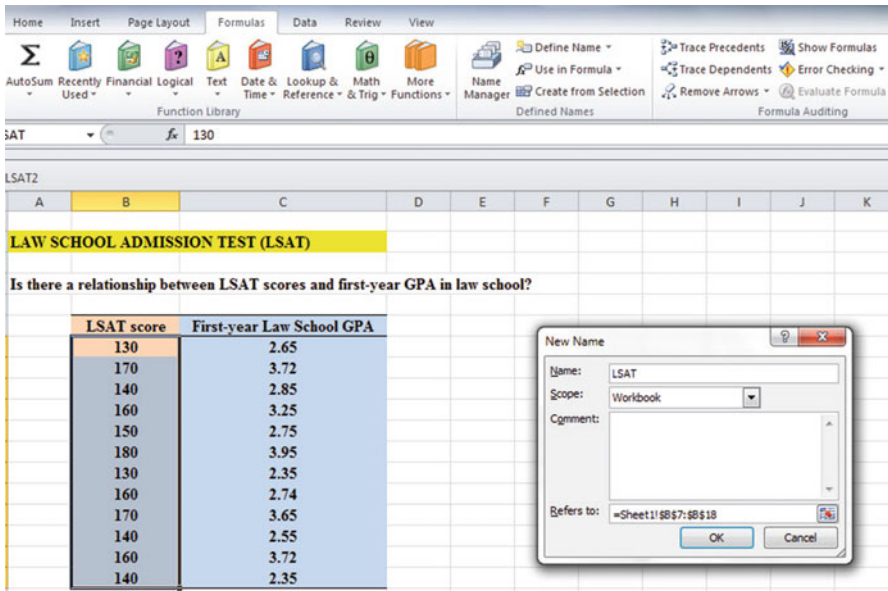 Home Insert Page Layout Formulas Data Review View
Σ fx Define Name Trace Precedents Show Formulas
AutoSum Recently Used Financial Logical Text Date & Time Lookup & Reference Math & Trig More Functions Name Manager fx Use in Formula Trace Dependents Error Checking
Create from Selection Remove Arrows Evaluate Formula
Function Library Defined Names Formula Auditing
SAT fx 130
LSAT2
A B C D E F G H I J K
LAW SCHOOL ADMISSION TEST (LSAT)
Is there a relationship between LSAT scores and first-year GPA in law school?
LSAT score First-year Law School GPA
130 2.65
170 3.72
140 2.85
160 3.25
150 2.75
180 3.95
130 2.35
160 2.74
170 3.65
140 2.55
160 3.72
140 2.35
New Name
Name: LSAT
Scope: Workbook
Comment:
Refers to: =Sheet1!$B$7:$B$18
OK Cancel